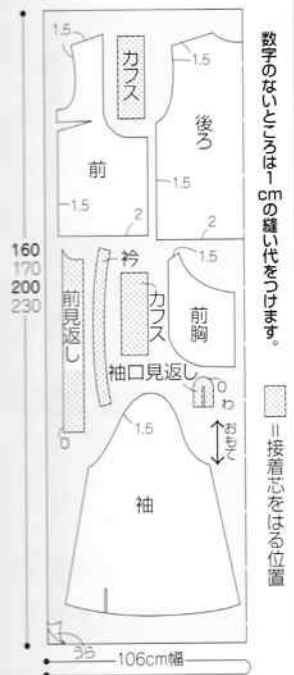 数字のないところは1cmの縫い代をつけます。
=接着芯をはる位置
1.5
カフス
1.5
後ろ
前
1.5
2
1.5
2
160
170
200
230
前見返し
衿
カフス
1.5
前胸
袖口見返し
0
わ
0
1.5
おもて
袖
うら
106cm幅